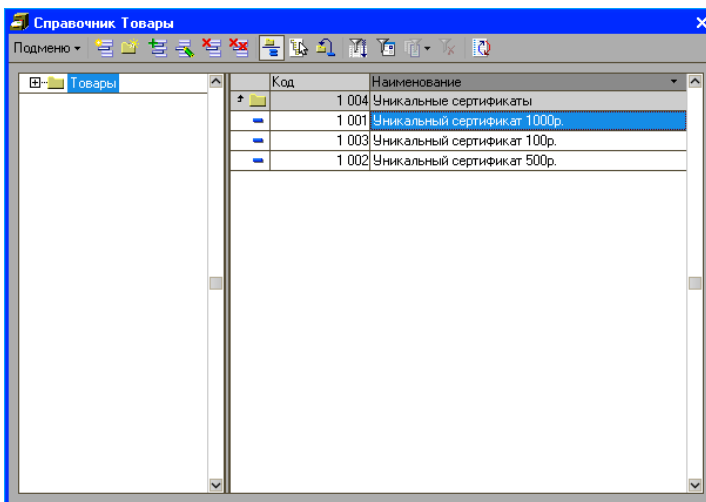 Справочник Товары
Подменю
Товары
Код Наименование
1 004 Уникальные сертификаты
1 001 Уникальный сертификат 1000р.
1 003 Уникальный сертификат 100р.
1 002 Уникальный сертификат 500р.